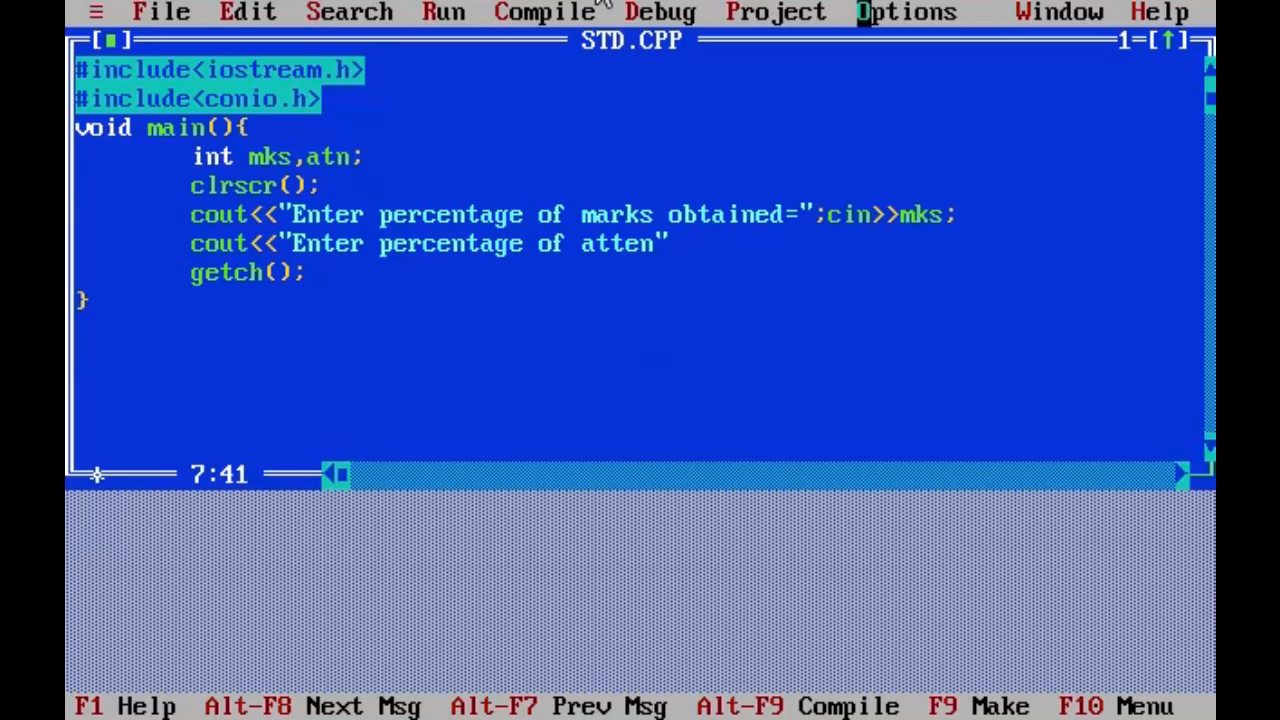 ≡ File Edit Search Run Compile Debug Project Options Window Help
[■] STD.CPP 1=[↑]
#include<iostream.h>
#include<conio.h>
void main(){
int mks,atn;
clrscr();
cout<<"Enter percentage of marks obtained=";cin>>mks;
cout<<"Enter percentage of atten"
getch();
}
7:41
F1 Help Alt-F8 Next Msg Alt-F7 Prev Msg Alt-F9 Compile F9 Make F10 Menu